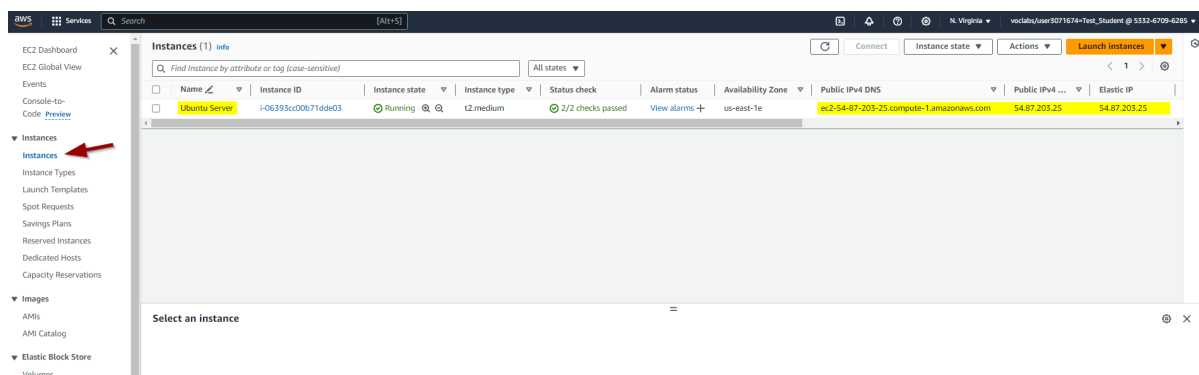 aws Services Search [Alt+S] N. Virginia voclabs/user3071674=Test_Student @ 5332-6709-6285
EC2 Dashboard
EC2 Global View
Events
Console-to-
Code Preview
Instances
Instances
Instance Types
Launch Templates
Spot Requests
Savings Plans
Reserved Instances
Dedicated Hosts
Capacity Reservations
Images
AMIs
AMI Catalog
Elastic Block Store
Volumes
Instances (1) Info Connect Instance state Actions Launch instances
Find Instance by attribute or tag (case-sensitive) All states 1
Name Instance ID Instance state Instance type Status check Alarm status Availability Zone Public IPv4 DNS Public IPv4 ... Elastic IP
Ubuntu Server i-06393cc00b71dde03 Running t2.medium 2/2 checks passed View alarms + us-east-1e ec2-54-87-203-25.compute-1.amazonaws.com 54.87.203.25 54.87.203.25
Select an instance